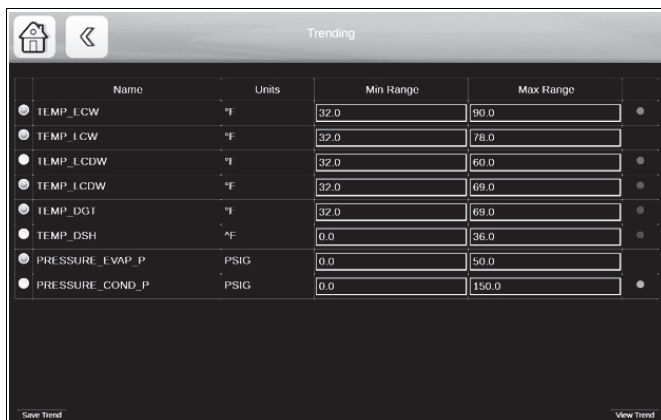 Trending
Name Units Min Range Max Range
TEMP_ECW °F 32.0 90.0
TEMP_LCW °F 32.0 78.0
TEMP_ECDW °F 32.0 60.0
TEMP_LCDW °F 32.0 69.0
TEMP_DGT °F 32.0 69.0
TEMP_DSH ^F 0.0 36.0
PRESSURE_EVAP_P PSIG 0.0 50.0
PRESSURE_COND_P PSIG 0.0 150.0
Save Trend View Trend